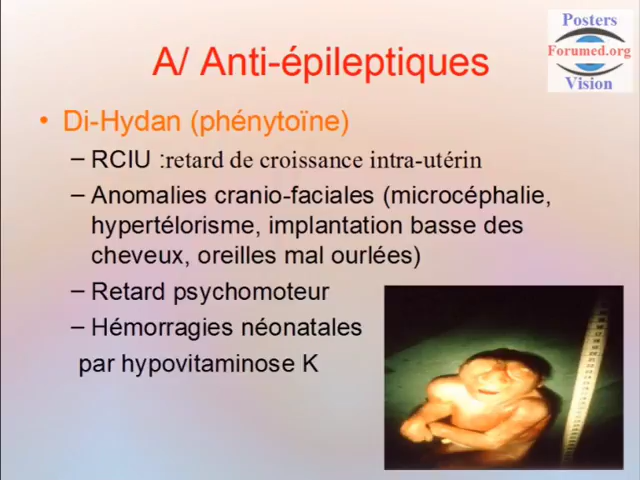 Posters
Forumed.org
Vision
A/ Anti-épileptiques
• Di-Hydan (phénytoïne)
– RCIU :retard de croissance intra-utérin
– Anomalies cranio-faciales (microcéphalie,
hypertélorisme, implantation basse des
cheveux, oreilles mal ourlées)
– Retard psychomoteur
– Hémorragies néonatales
par hypovitaminose K